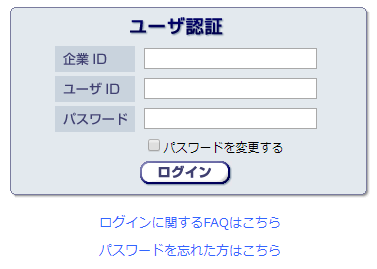 ユーザ認証
企業 ID
ユーザ ID
パスワード
パスワードを変更する
ログイン
ログインに関するFAQはこちら
パスワードを忘れた方はこちら